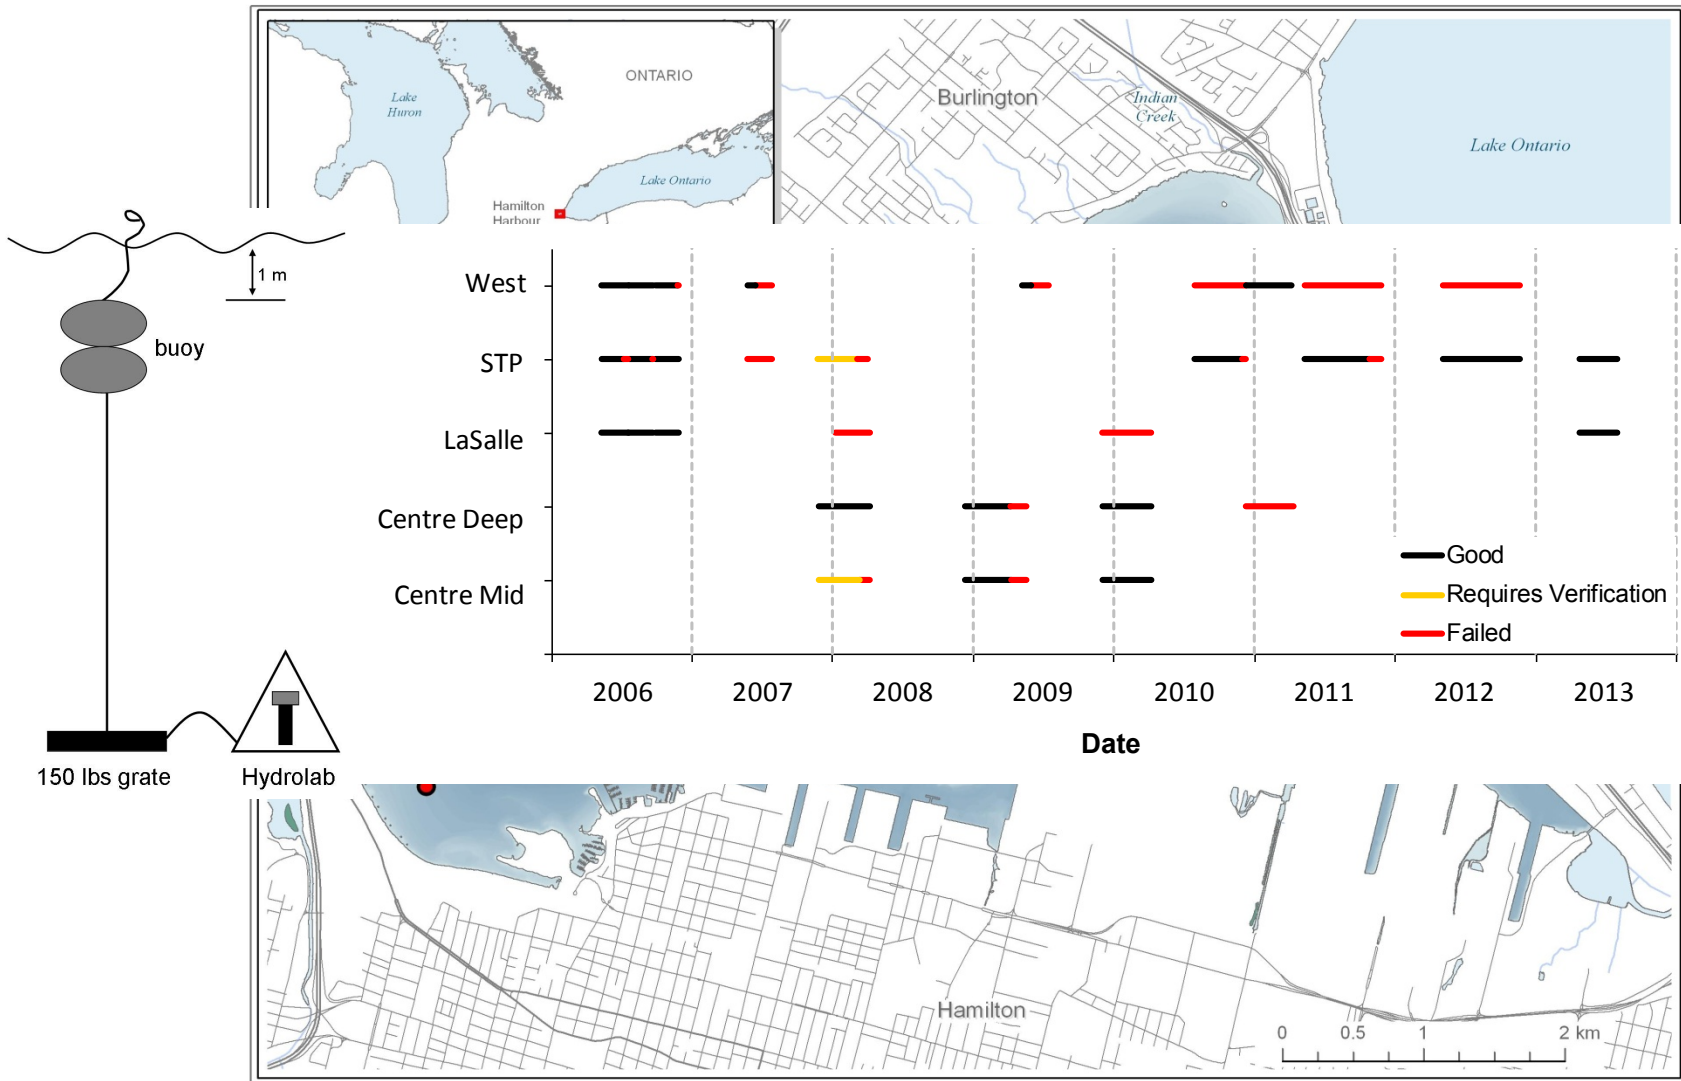 ONTARIO
Lake
Huron
Lake Ontario
Hamilton
Harbour
Burlington
Indian
Creek
Lake Ontario
1 m
buoy
150 lbs grate
Hydrolab
West
STP
LaSalle
Centre Deep
Centre Mid
Good
Requires Verification
Failed
2006 2007 2008 2009 2010 2011 2012 2013
Date
Hamilton
0 0.5 1 2 km